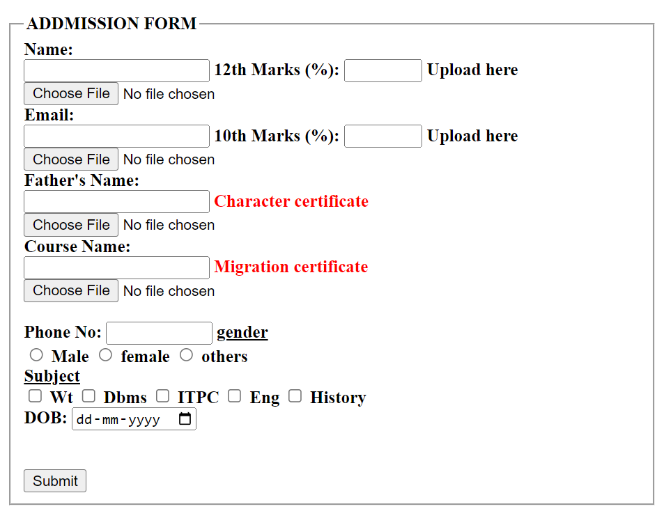 ADDMISSION FORM
Name:
12th Marks (%): Upload here
Choose File No file chosen
Email:
10th Marks (%): Upload here
Choose File No file chosen
Father's Name:
Character certificate
Choose File No file chosen
Course Name:
Migration certificate
Choose File No file chosen
Phone No: gender
Male female others
Subject
Wt Dbms ITPC Eng History
DOB: dd-mm-yyyy
Submit